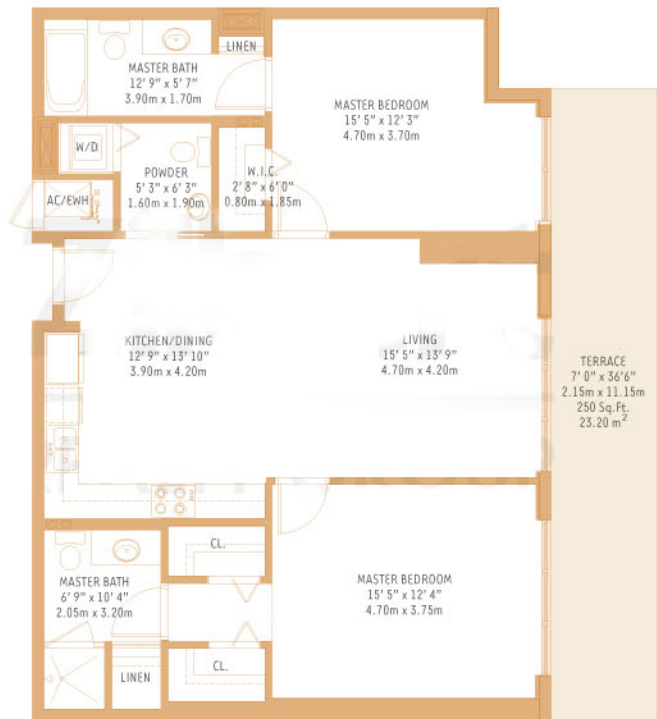 LINEN
MASTER BATH
12' 9" x 5' 7"
3.90m x 1.70m
MASTER BEDROOM
15' 5" x 12' 3"
4.70m x 3.70m
W/D
POWDER
5' 3" x 6' 3"
1.60m x 1.90m
W.I.C.
2' 8" x 6' 0"
0.80m x 1.85m
AC/EWH
KITCHEN/DINING
12' 9" x 13' 10"
3.90m x 4.20m
LIVING
15' 5" x 13' 9"
4.70m x 4.20m
TERRACE
7' 0" x 36'6"
2.15m x 11.15m
250 Sq.Ft.
23.20 m²
CL.
MASTER BATH
6' 9" x 10' 4"
2.05m x 3.20m
MASTER BEDROOM
15' 5" x 12' 4"
4.70m x 3.75m
LINEN
CL.